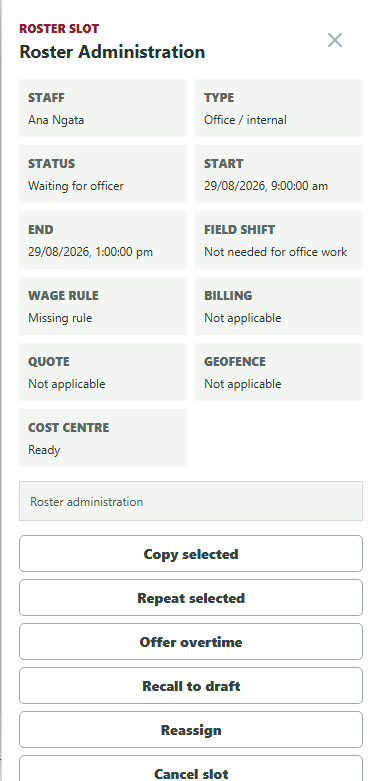 ROSTER SLOT
Roster Administration
STAFF
Ana Ngata
TYPE
Office / internal
STATUS
Waiting for officer
START
29/08/2026, 9:00:00 am
END
29/08/2026, 1:00:00 pm
FIELD SHIFT
Not needed for office work
WAGE RULE
Missing rule
BILLING
Not applicable
QUOTE
Not applicable
GEOFENCE
Not applicable
COST CENTRE
Ready
Roster administration
Copy selected
Repeat selected
Offer overtime
Recall to draft
Reassign
Cancel slot